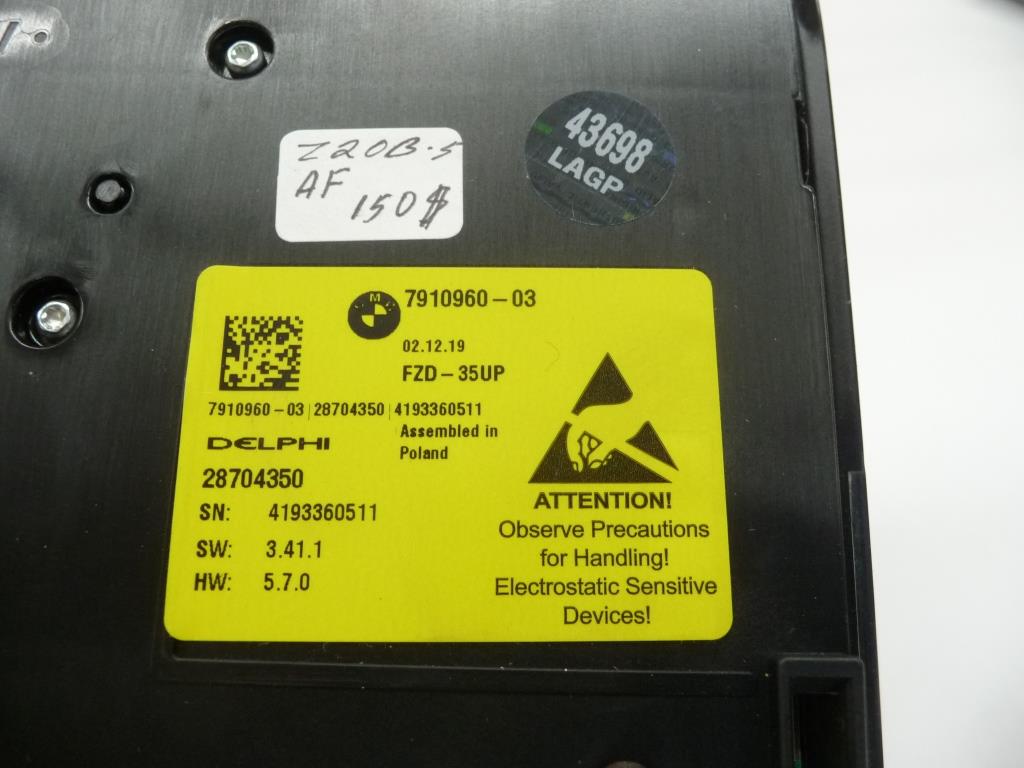 Z20B.5
AF
150$
43698
LAGP
7910960-03
02.12.19
FZD-35UP
7910960-03|28704350|4193360511
DELPHI
Assembled in
Poland
28704350
SN: 4193360511
SW: 3.41.1
HW: 5.7.0
ATTENTION!
Observe Precautions
for Handling!
Electrostatic Sensitive
Devices!